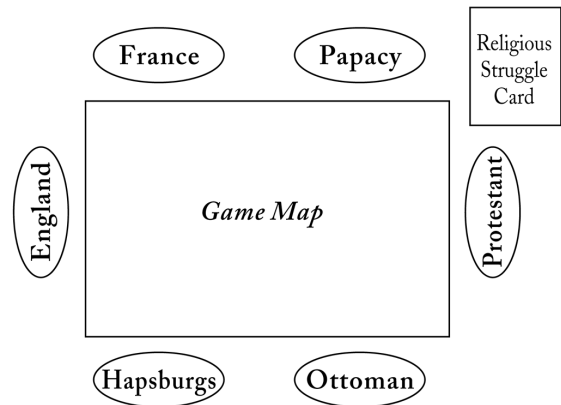 France
Papacy
Religious
Struggle
Card
England
Game Map
Protestant
Hapsburgs
Ottoman